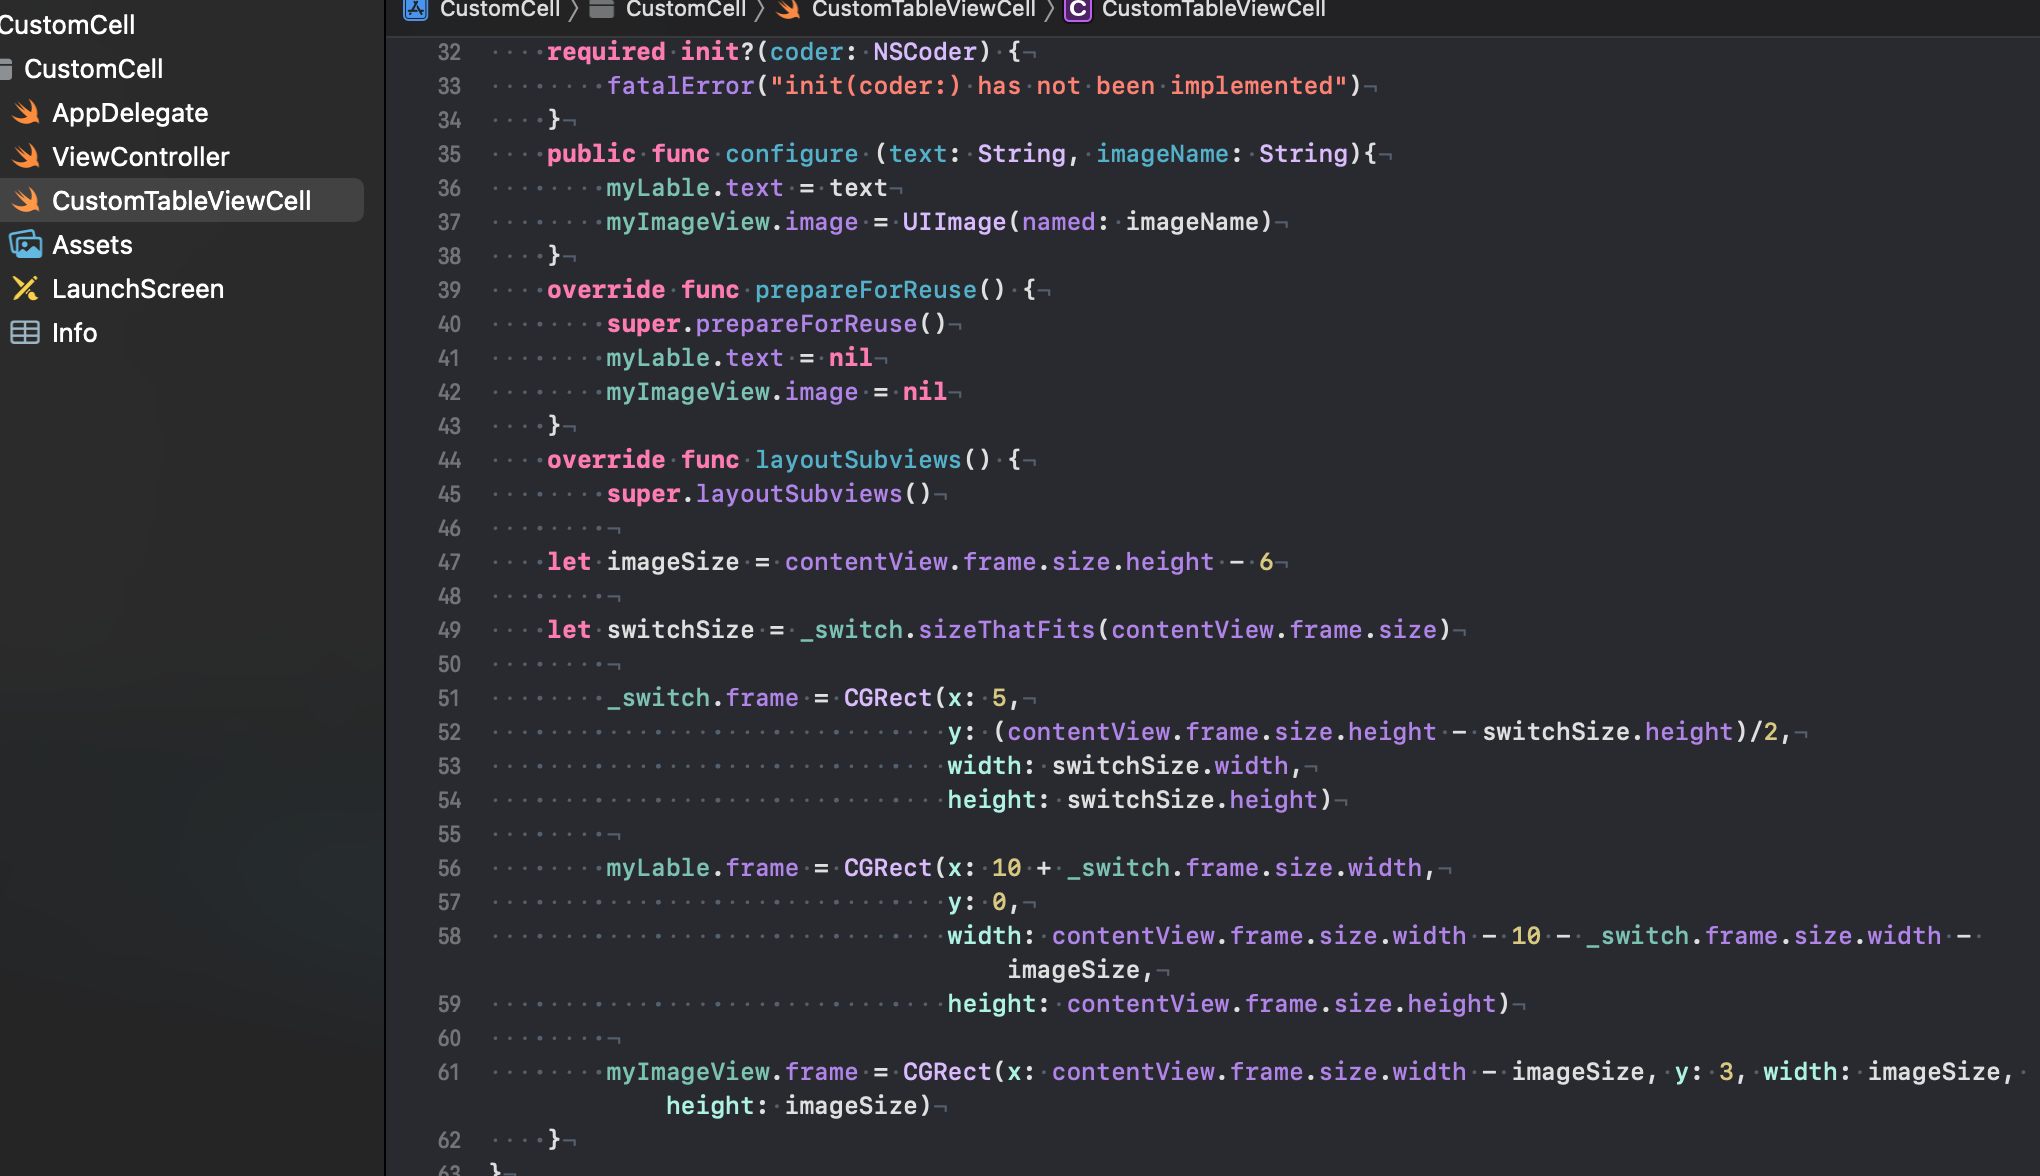 CustomCell
CustomCell
AppDelegate
ViewController
CustomTableViewCell
Assets
LaunchScreen
Info
CustomCell 〉 CustomCell 〉 CustomTableViewCell 〉 C CustomTableViewCell
32 required init?(coder: NSCoder) {
33 fatalError("init(coder:) has not been implemented")
34 }
35 public func configure (text: String, imageName: String){
36 myLable.text = text
37 myImageView.image = UIImage(named: imageName)
38 }
39 override func prepareForReuse() {
40 super.prepareForReuse()
41 myLable.text = nil
42 myImageView.image = nil
43 }
44 override func layoutSubviews() {
45 super.layoutSubviews()
46
47 let imageSize = contentView.frame.size.height - 6
48
49 let switchSize = _switch.sizeThatFits(contentView.frame.size)
50
51 _switch.frame = CGRect(x: 5,
52 y: (contentView.frame.size.height - switchSize.height)/2,
53 width: switchSize.width,
54 height: switchSize.height)
55
56 myLable.frame = CGRect(x: 10 + _switch.frame.size.width,
57 y: 0,
58 width: contentView.frame.size.width - 10 - _switch.frame.size.width -
imageSize,
59 height: contentView.frame.size.height)
60
61 myImageView.frame = CGRect(x: contentView.frame.size.width - imageSize, y: 3, width: imageSize,
height: imageSize)
62 }
63 }